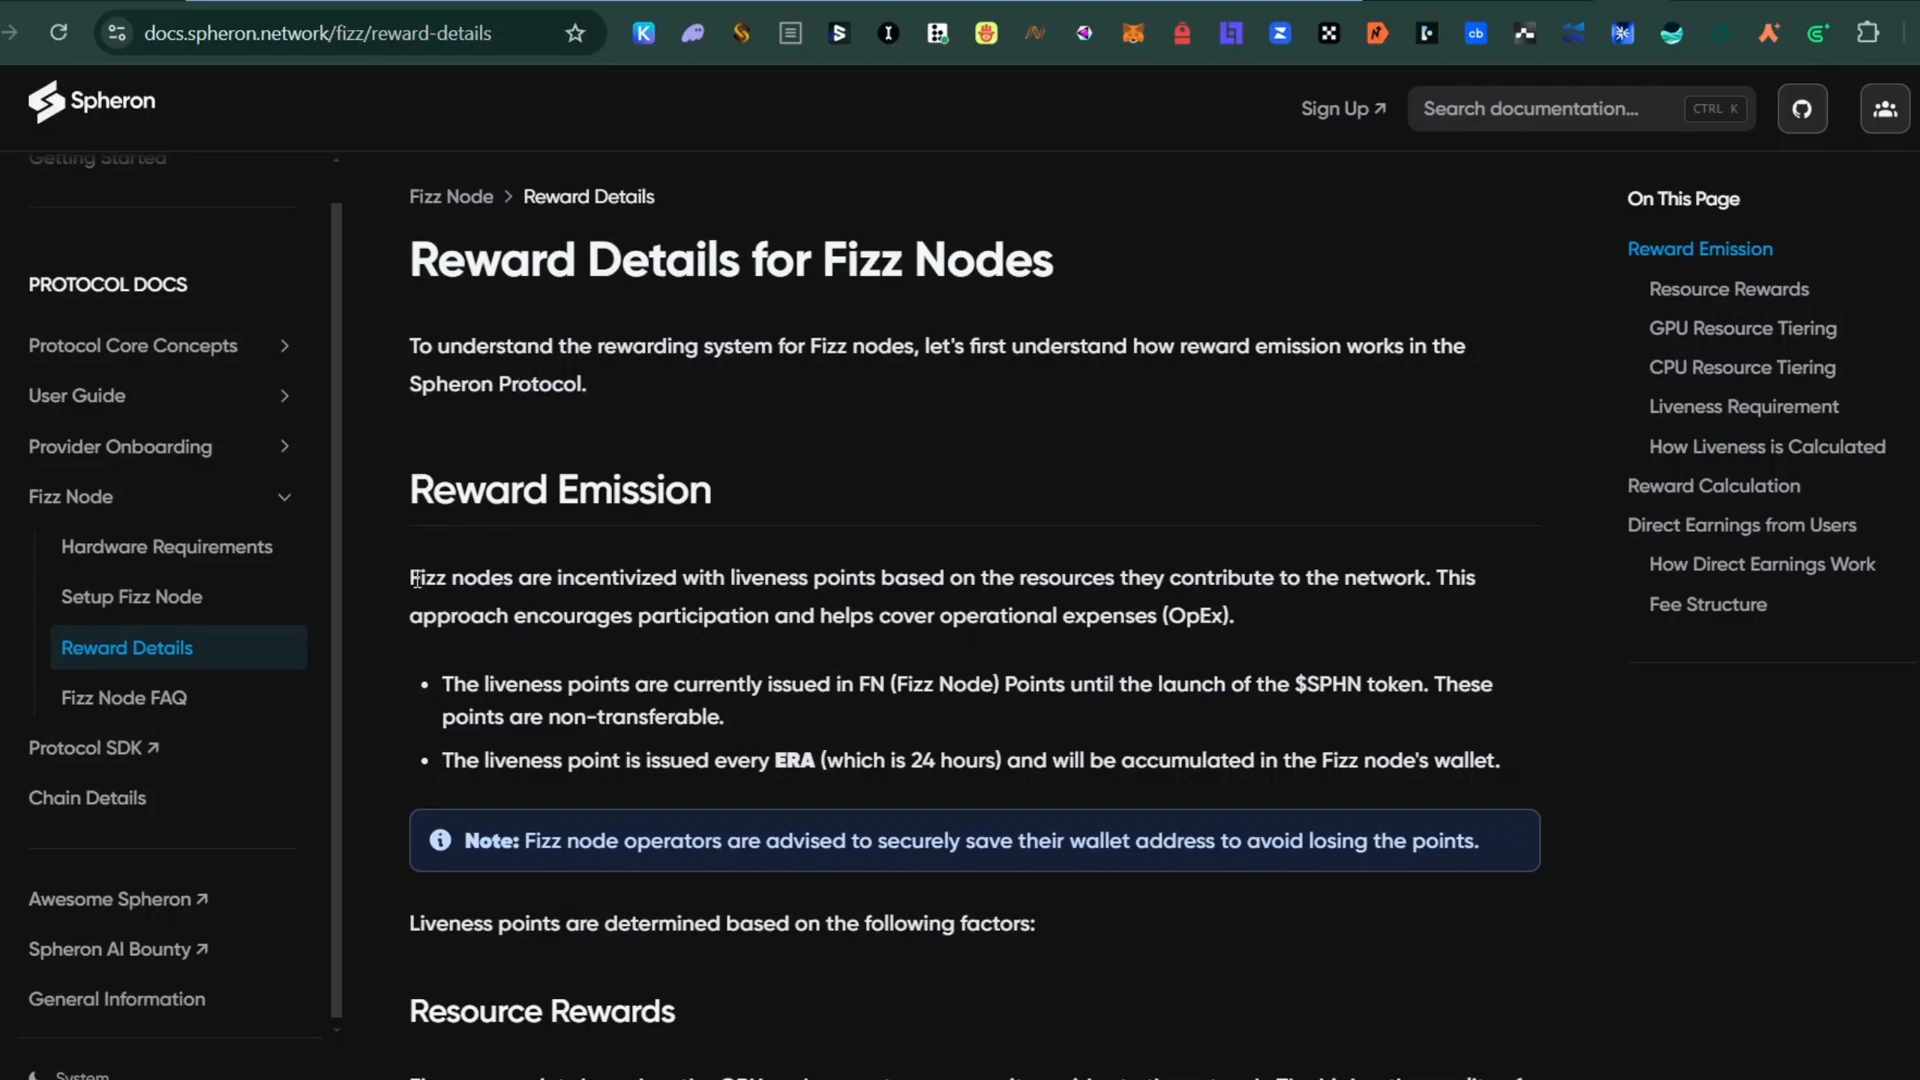 docs.spheron.network/fizz/reward-details
Spheron
Sign Up ↗
Search documentation...
CTRL K
Getting Started
PROTOCOL DOCS
Protocol Core Concepts
User Guide
Provider Onboarding
Fizz Node
Hardware Requirements
Setup Fizz Node
Reward Details
Fizz Node FAQ
Protocol SDK ↗
Chain Details
Awesome Spheron ↗
Spheron AI Bounty ↗
General Information
System
Fizz Node > Reward Details
Reward Details for Fizz Nodes
To understand the rewarding system for Fizz nodes, let's first understand how reward emission works in the
Spheron Protocol.
Reward Emission
Fizz nodes are incentivized with liveness points based on the resources they contribute to the network. This
approach encourages participation and helps cover operational expenses (OpEx).
• The liveness points are currently issued in FN (Fizz Node) Points until the launch of the $SPHN token. These
points are non-transferable.
• The liveness point is issued every ERA (which is 24 hours) and will be accumulated in the Fizz node's wallet.
Note: Fizz node operators are advised to securely save their wallet address to avoid losing the points.
Liveness points are determined based on the following factors:
Resource Rewards
On This Page
Reward Emission
Resource Rewards
GPU Resource Tiering
CPU Resource Tiering
Liveness Requirement
How Liveness is Calculated
Reward Calculation
Direct Earnings from Users
How Direct Earnings Work
Fee Structure